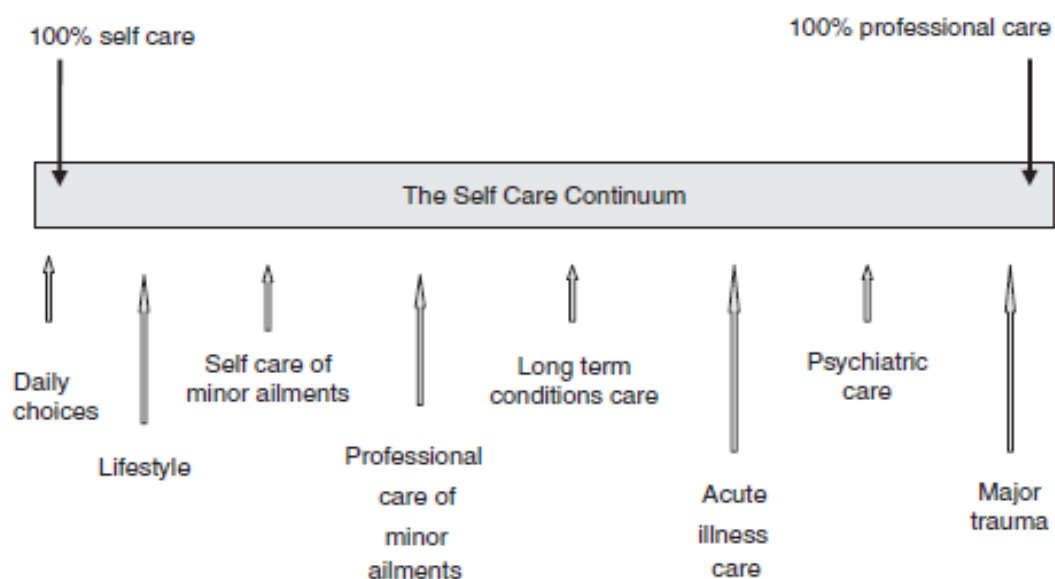 100% self care
100% professional care
The Self Care Continuum
Daily
choices
Lifestyle
Self care of
minor ailments
Professional
care of
minor
ailments
Long term
conditions care
Acute
illness
care
Psychiatric
care
Major
trauma